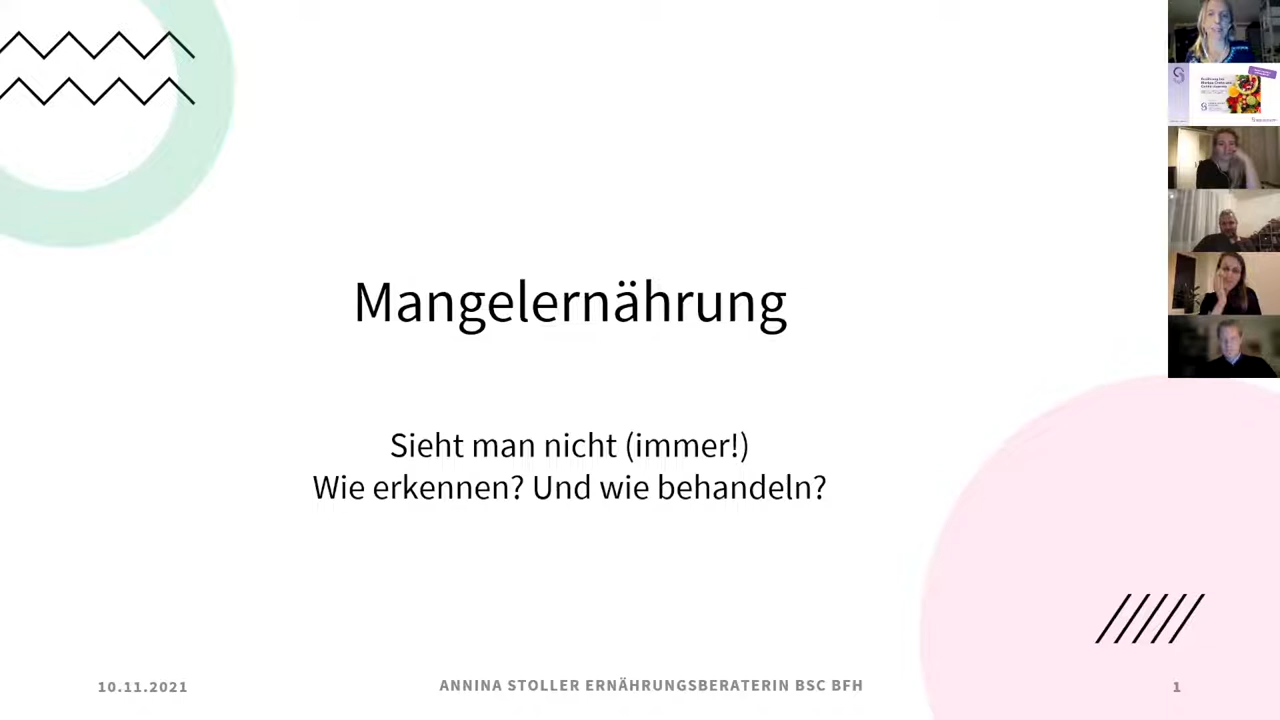 Mangelernährung
Sieht man nicht (immer!)
Wie erkennen? Und wie behandeln?
10.11.2021
ANNINA STOLLER ERNÄHRUNGSBERATERIN BSC BFH
1